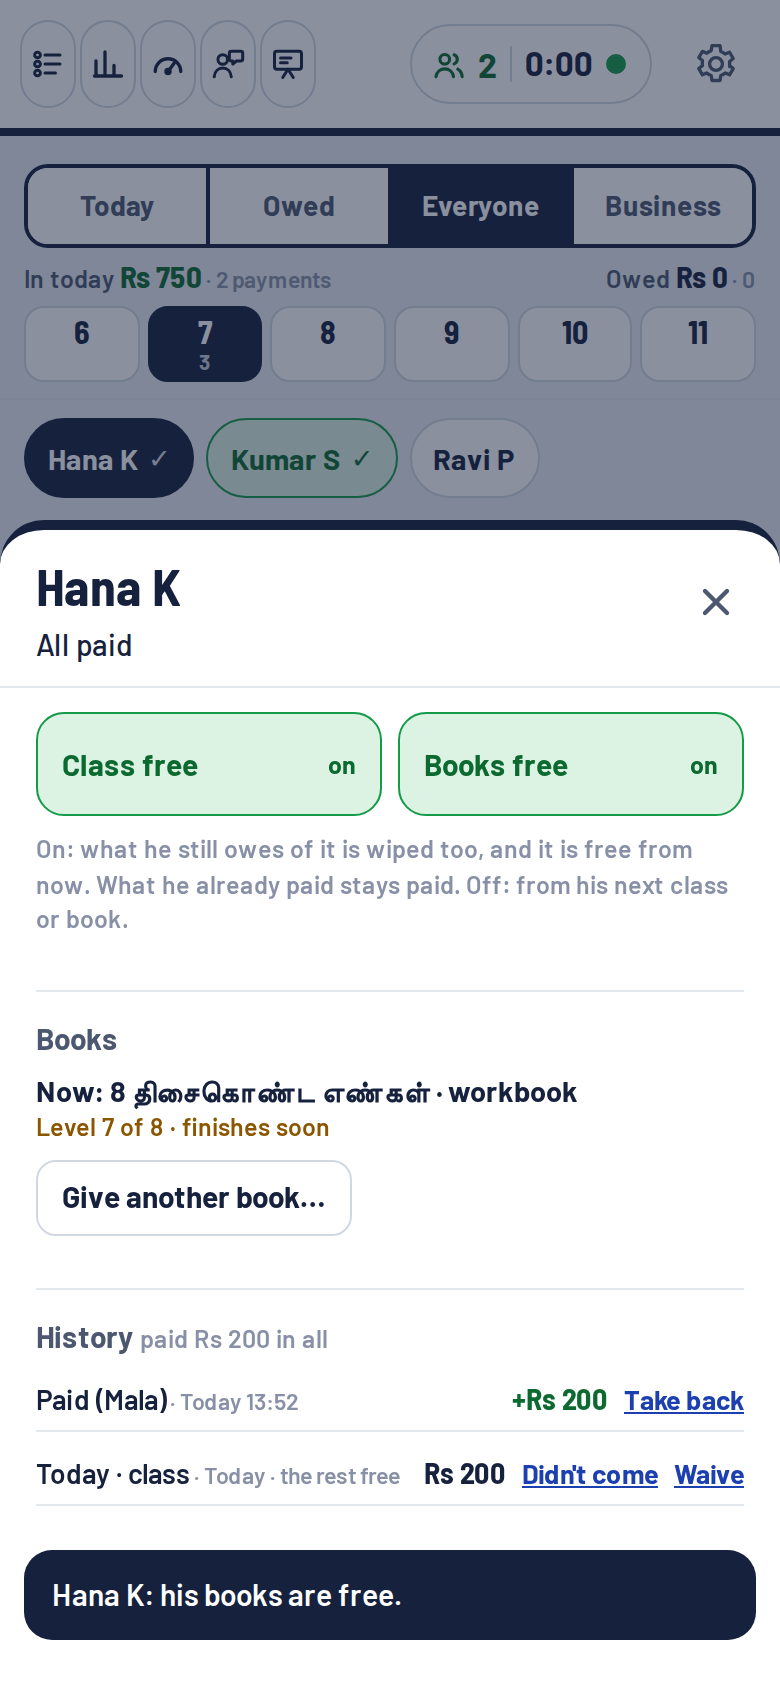 2 0:00
Today Owed Everyone Business
In today Rs 750 · 2 payments Owed Rs 0 · 0
6 7 8 9 10 11
3
Hana K ✓ Kumar S ✓ Ravi P
Hana K
All paid
Class free on Books free on
On: what he still owes of it is wiped too, and it is free from
now. What he already paid stays paid. Off: from his next class
or book.
Books
Now: 8 திசைகொண்ட எண்கள் · workbook
Level 7 of 8 · finishes soon
Give another book...
History paid Rs 200 in all
Paid (Mala) · Today 13:52 +Rs 200 Take back
Today · class · Today · the rest free Rs 200 Didn't come Waive
Hana K: his books are free.